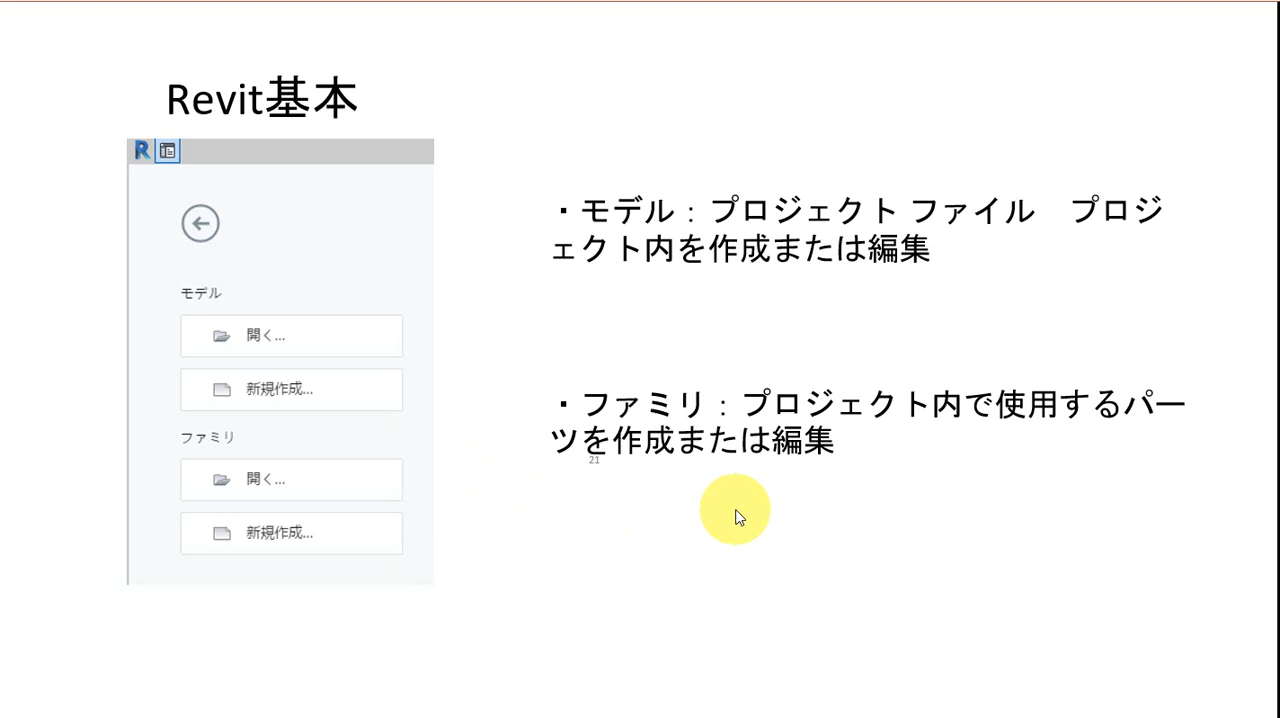 Revit基本
R
モデル
開く...
新規作成...
ファミリ
開く...
新規作成...
・モデル：プロジェクト ファイル　プロジ
ェクト内を作成または編集
・ファミリ：プロジェクト内で使用するパー
ツを作成または編集
21